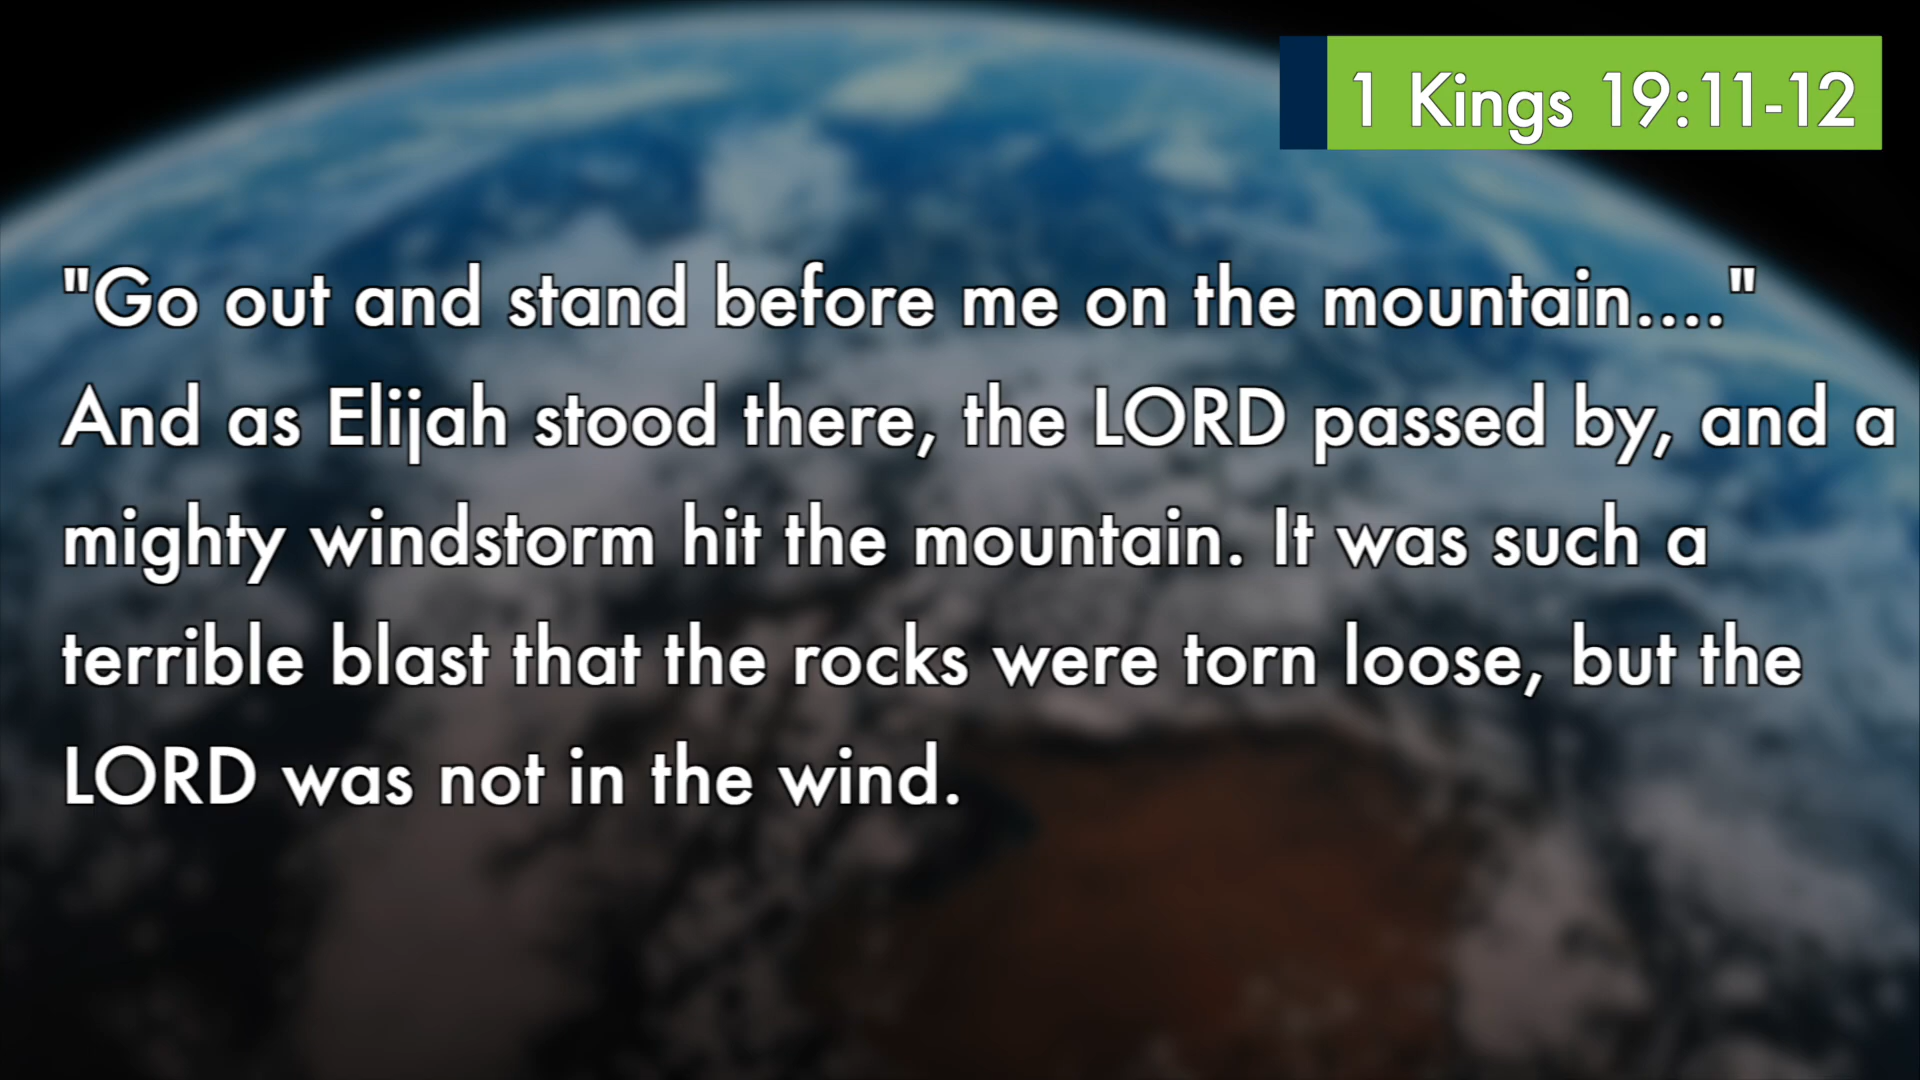 1 Kings 19:11-12
"Go out and stand before me on the mountain...."
And as Elijah stood there, the LORD passed by, and a
mighty windstorm hit the mountain. It was such a
terrible blast that the rocks were torn loose, but the
LORD was not in the wind.